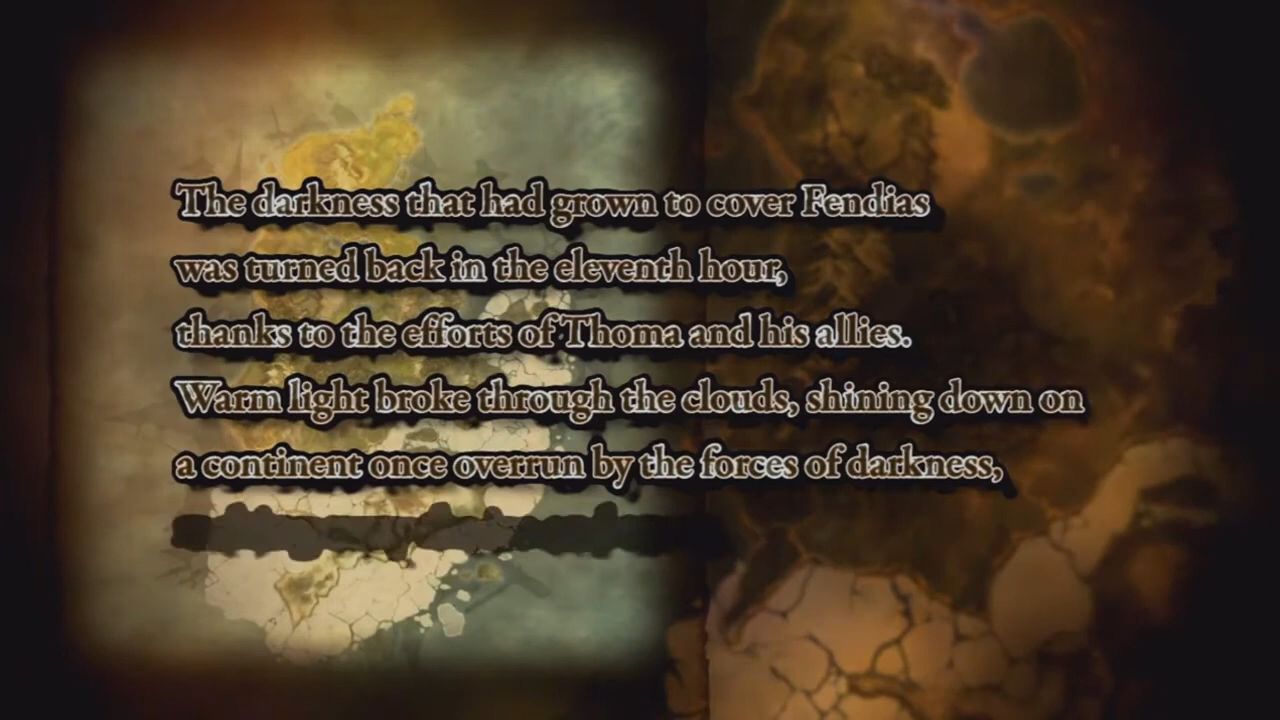 The darkness that had grown to cover Fendias
was turned back in the eleventh hour,
thanks to the efforts of Thoma and his allies.
Warm light broke through the clouds, shining down on
a continent once overrun by the forces of darkness,